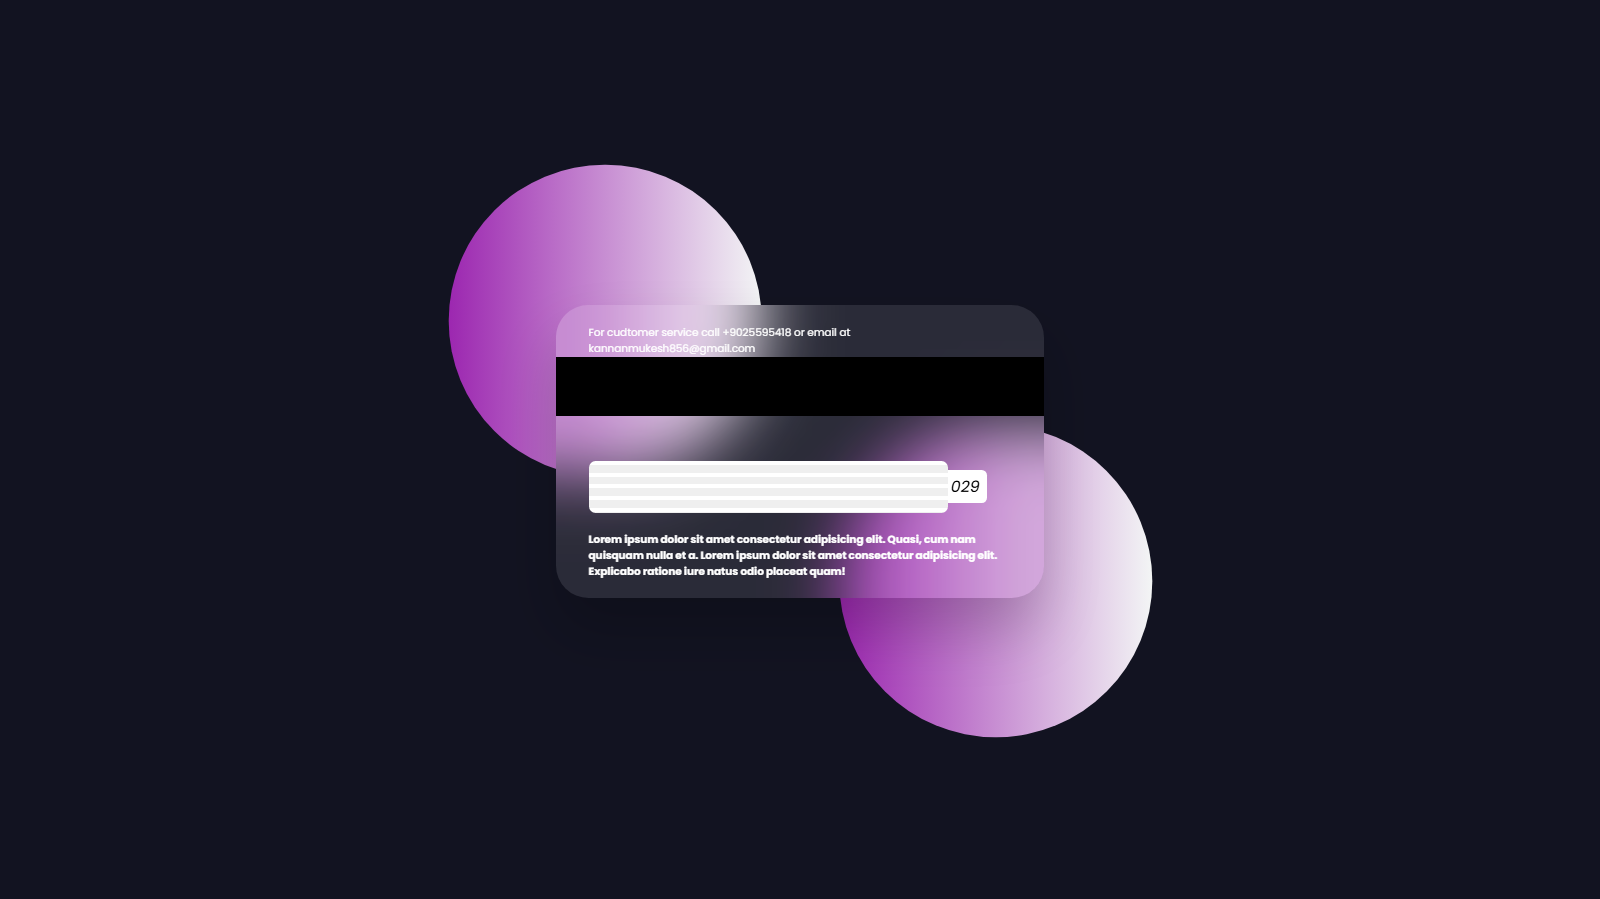 For cudtomer service call +9025595418 or email at
kannanmukesh856@gmail.com
029
Lorem ipsum dolor sit amet consectetur adipisicing elit. Quasi, cum nam
quisquam nulla et a. Lorem ipsum dolor sit amet consectetur adipisicing elit.
Explicabo ratione iure natus odio placeat quam!